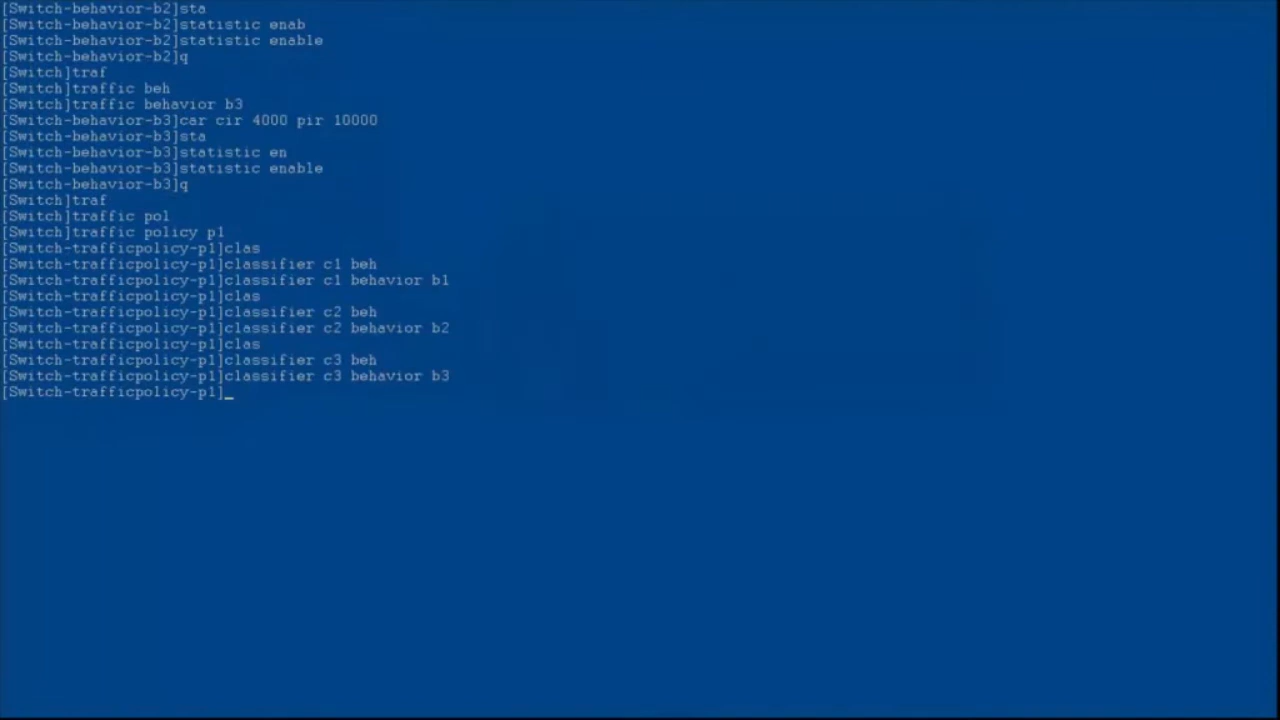 [Switch-behavior-b2]sta
[Switch-behavior-b2]statistic enab
[Switch-behavior-b2]statistic enable
[Switch-behavior-b2]q
[Switch]traf
[Switch]traffic beh
[Switch]traffic behavior b3
[Switch-behavior-b3]car cir 4000 pir 10000
[Switch-behavior-b3]sta
[Switch-behavior-b3]statistic en
[Switch-behavior-b3]statistic enable
[Switch-behavior-b3]q
[Switch]traf
[Switch]traffic pol
[Switch]traffic policy p1
[Switch-trafficpolicy-p1]clas
[Switch-trafficpolicy-p1]classifier c1 beh
[Switch-trafficpolicy-p1]classifier c1 behavior b1
[Switch-trafficpolicy-p1]clas
[Switch-trafficpolicy-p1]classifier c2 beh
[Switch-trafficpolicy-p1]classifier c2 behavior b2
[Switch-trafficpolicy-p1]clas
[Switch-trafficpolicy-p1]classifier c3 beh
[Switch-trafficpolicy-p1]classifier c3 behavior b3
[Switch-trafficpolicy-p1]_